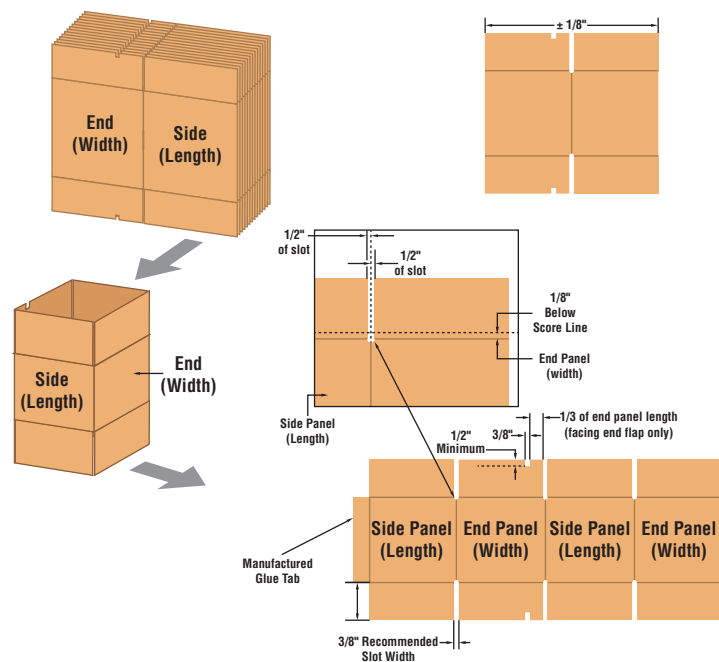 ± 1/8"
End
(Width)
Side
(Length)
1/2"
of slot
1/2"
of slot
1/8"
Below
Score Line
End Panel
(width)
Side Panel
(Length)
Side
(Length)
End
(Width)
1/2"
Minimum
3/8"
1/3 of end panel length
(facing end flap only)
Side Panel
(Length)
End Panel
(Width)
Side Panel
(Length)
End Panel
(Width)
Manufactured
Glue Tab
3/8" Recommended
Slot Width